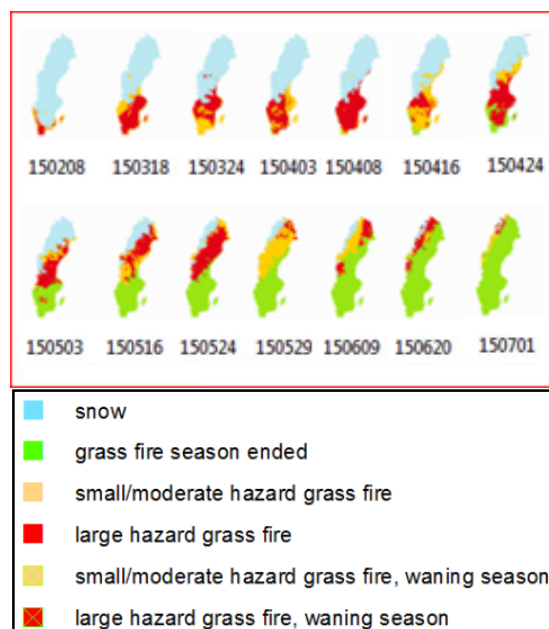 150208 150318 150324 150403 150408 150416 150424
150503 150516 150524 150529 150609 150620 150701
snow
grass fire season ended
small/moderate hazard grass fire
large hazard grass fire
small/moderate hazard grass fire, waning season
large hazard grass fire, waning season